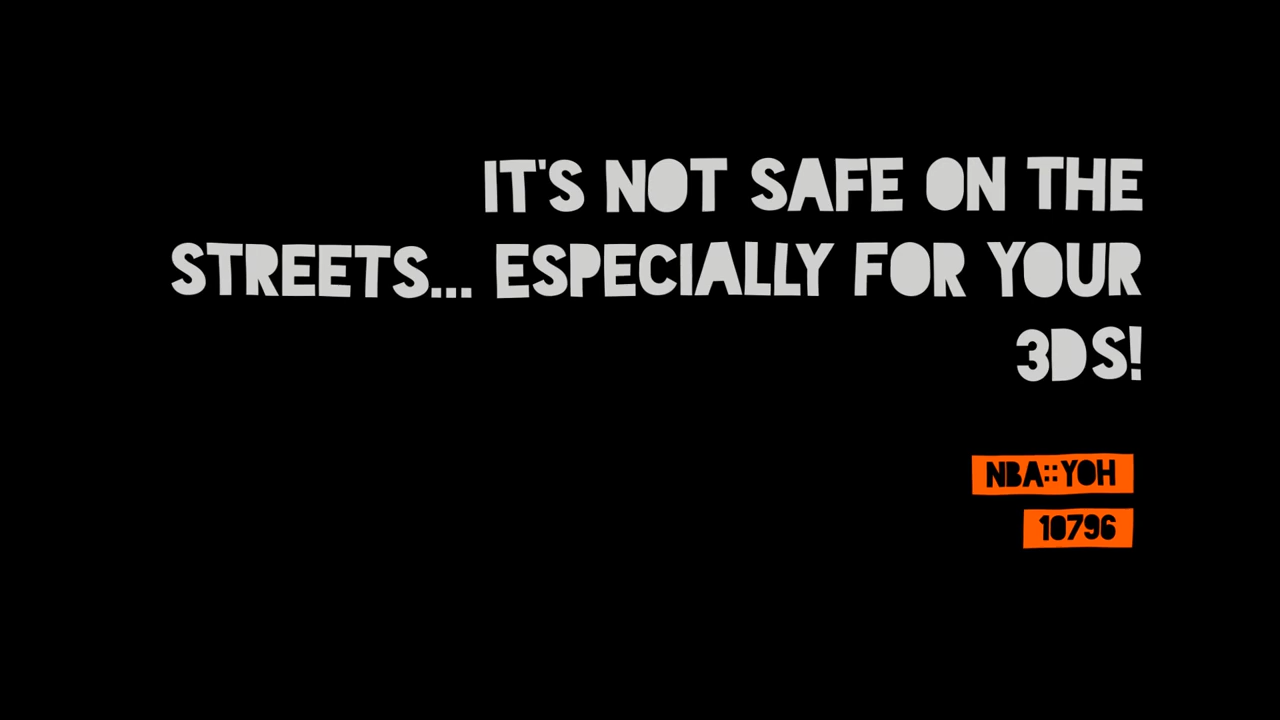 IT'S NOT SAFE ON THE
STREETS... ESPECIALLY FOR YOUR
3DS!
NBA::YOH
10796